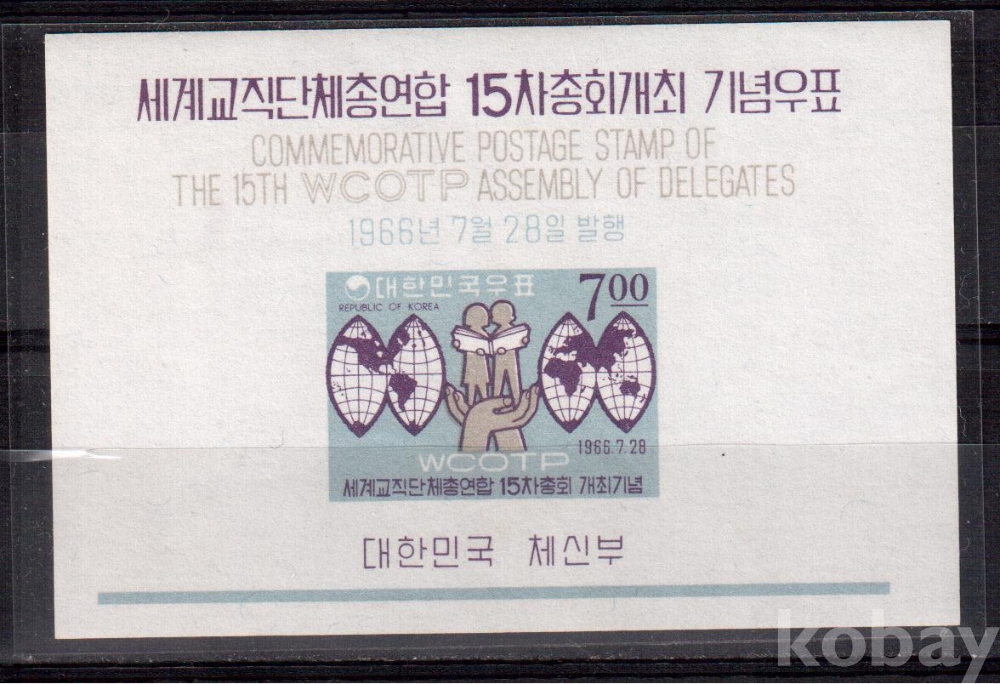 세계교직단체총연합 15차총회개최 기념우표
COMMEMORATIVE POSTAGE STAMP OF
THE 15TH WCOTP ASSEMBLY OF DELEGATES
1966년 7월 28일 발행
대한민국우표 700
REPUBLIC OF KOREA
1966.7.28
WCOTP
세계교직단체총연합 15차총회 개최기념
대한민국 체신부
kobay